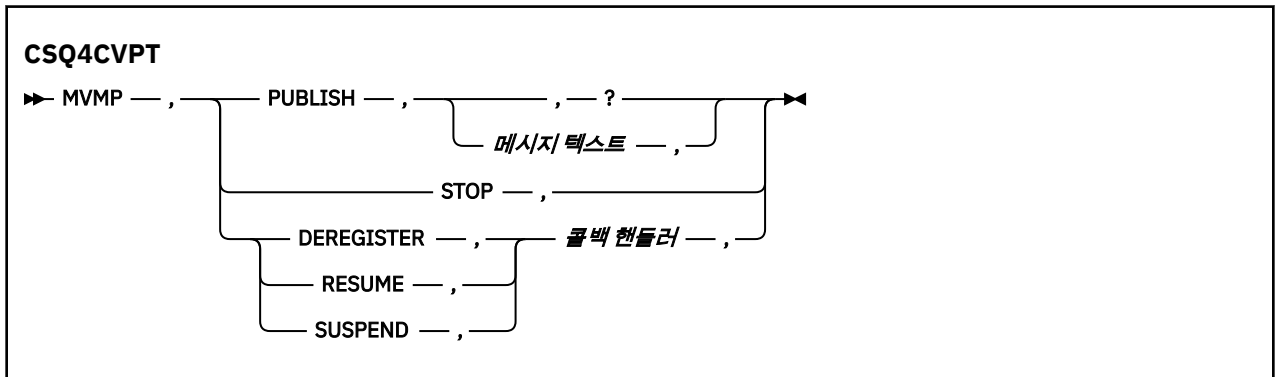 CSQ4CVPT
MVMP , PUBLISH , , ?
메시지 텍스트 ,
STOP ,
DEREGISTER , 콜백 핸들러 ,
RESUME ,
SUSPEND ,